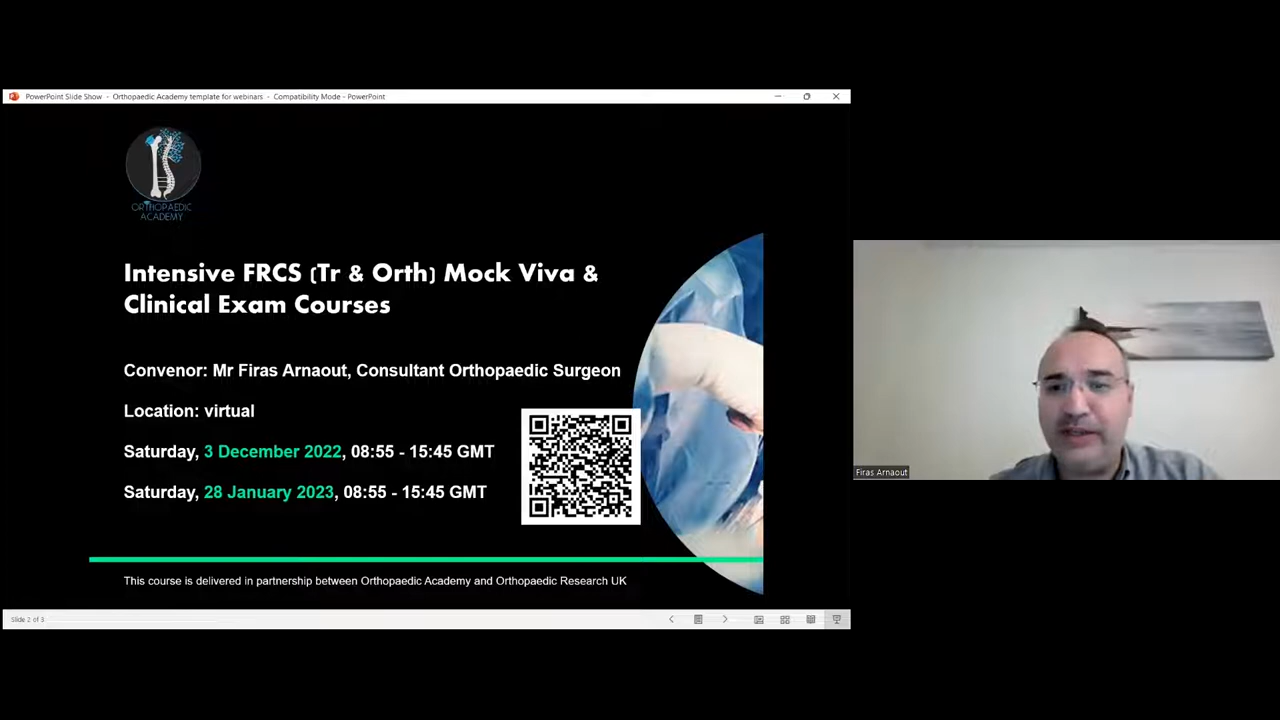 PowerPoint Slide Show - Orthopaedic Academy template for webinars - Compatibility Mode - PowerPoint
ORTHOPAEDIC
ACADEMY
Intensive FRCS (Tr & Orth) Mock Viva &
Clinical Exam Courses
Convenor: Mr Firas Arnaout, Consultant Orthopaedic Surgeon
Location: virtual
Saturday, 3 December 2022, 08:55 - 15:45 GMT
Saturday, 28 January 2023, 08:55 - 15:45 GMT
This course is delivered in partnership between Orthopaedic Academy and Orthopaedic Research UK
Slide 2 of 3
Firas Arnaout